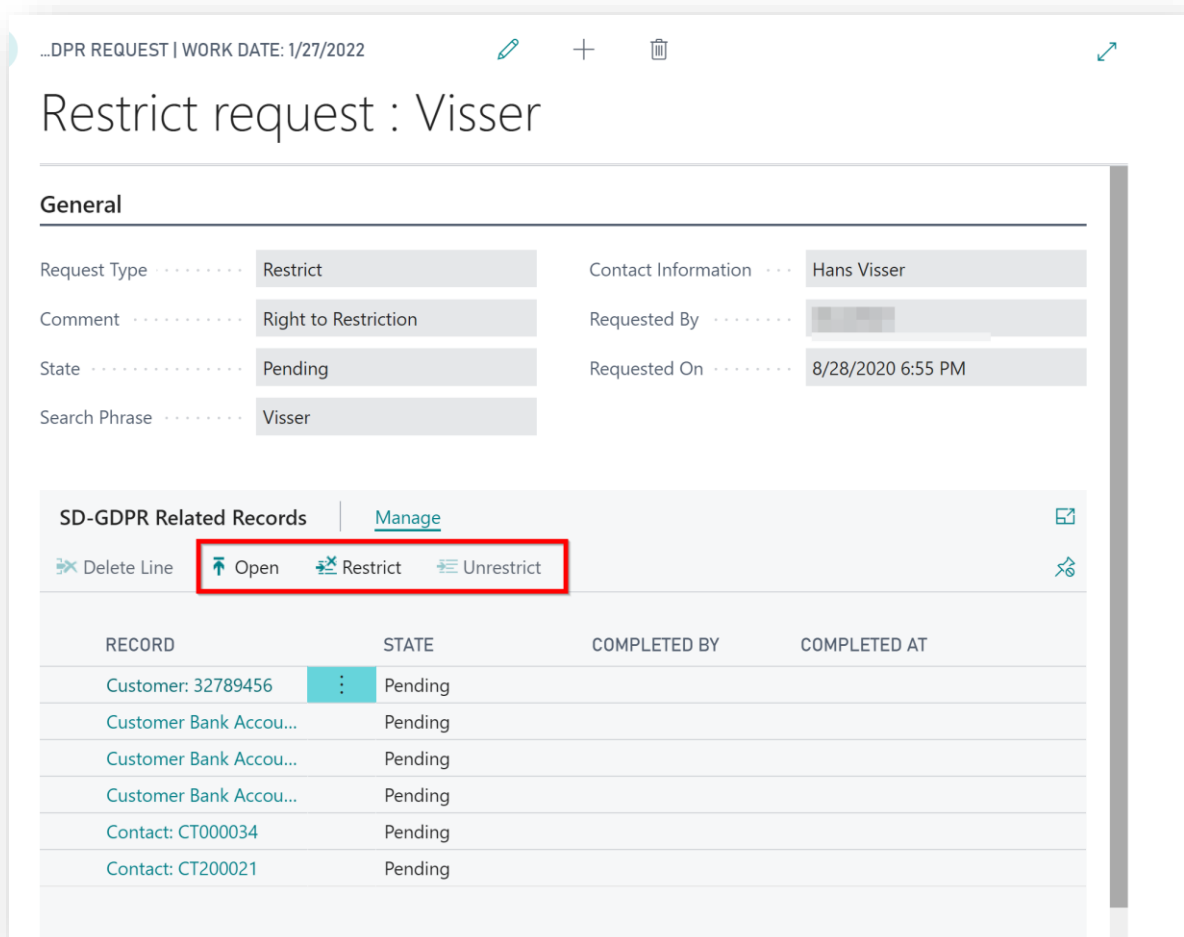 ...DPR REQUEST | WORK DATE: 1/27/2022
Restrict request : Visser
General
Request Type Restrict
Contact Information Hans Visser
Comment Right to Restriction
Requested By
State Pending
Requested On 8/28/2020 6:55 PM
Search Phrase Visser
SD-GDPR Related Records | Manage
Delete Line Open Restrict Unrestrict
RECORD STATE COMPLETED BY COMPLETED AT
Customer: 32789456 Pending
Customer Bank Accou... Pending
Customer Bank Accou... Pending
Customer Bank Accou... Pending
Contact: CT000034 Pending
Contact: CT200021 Pending